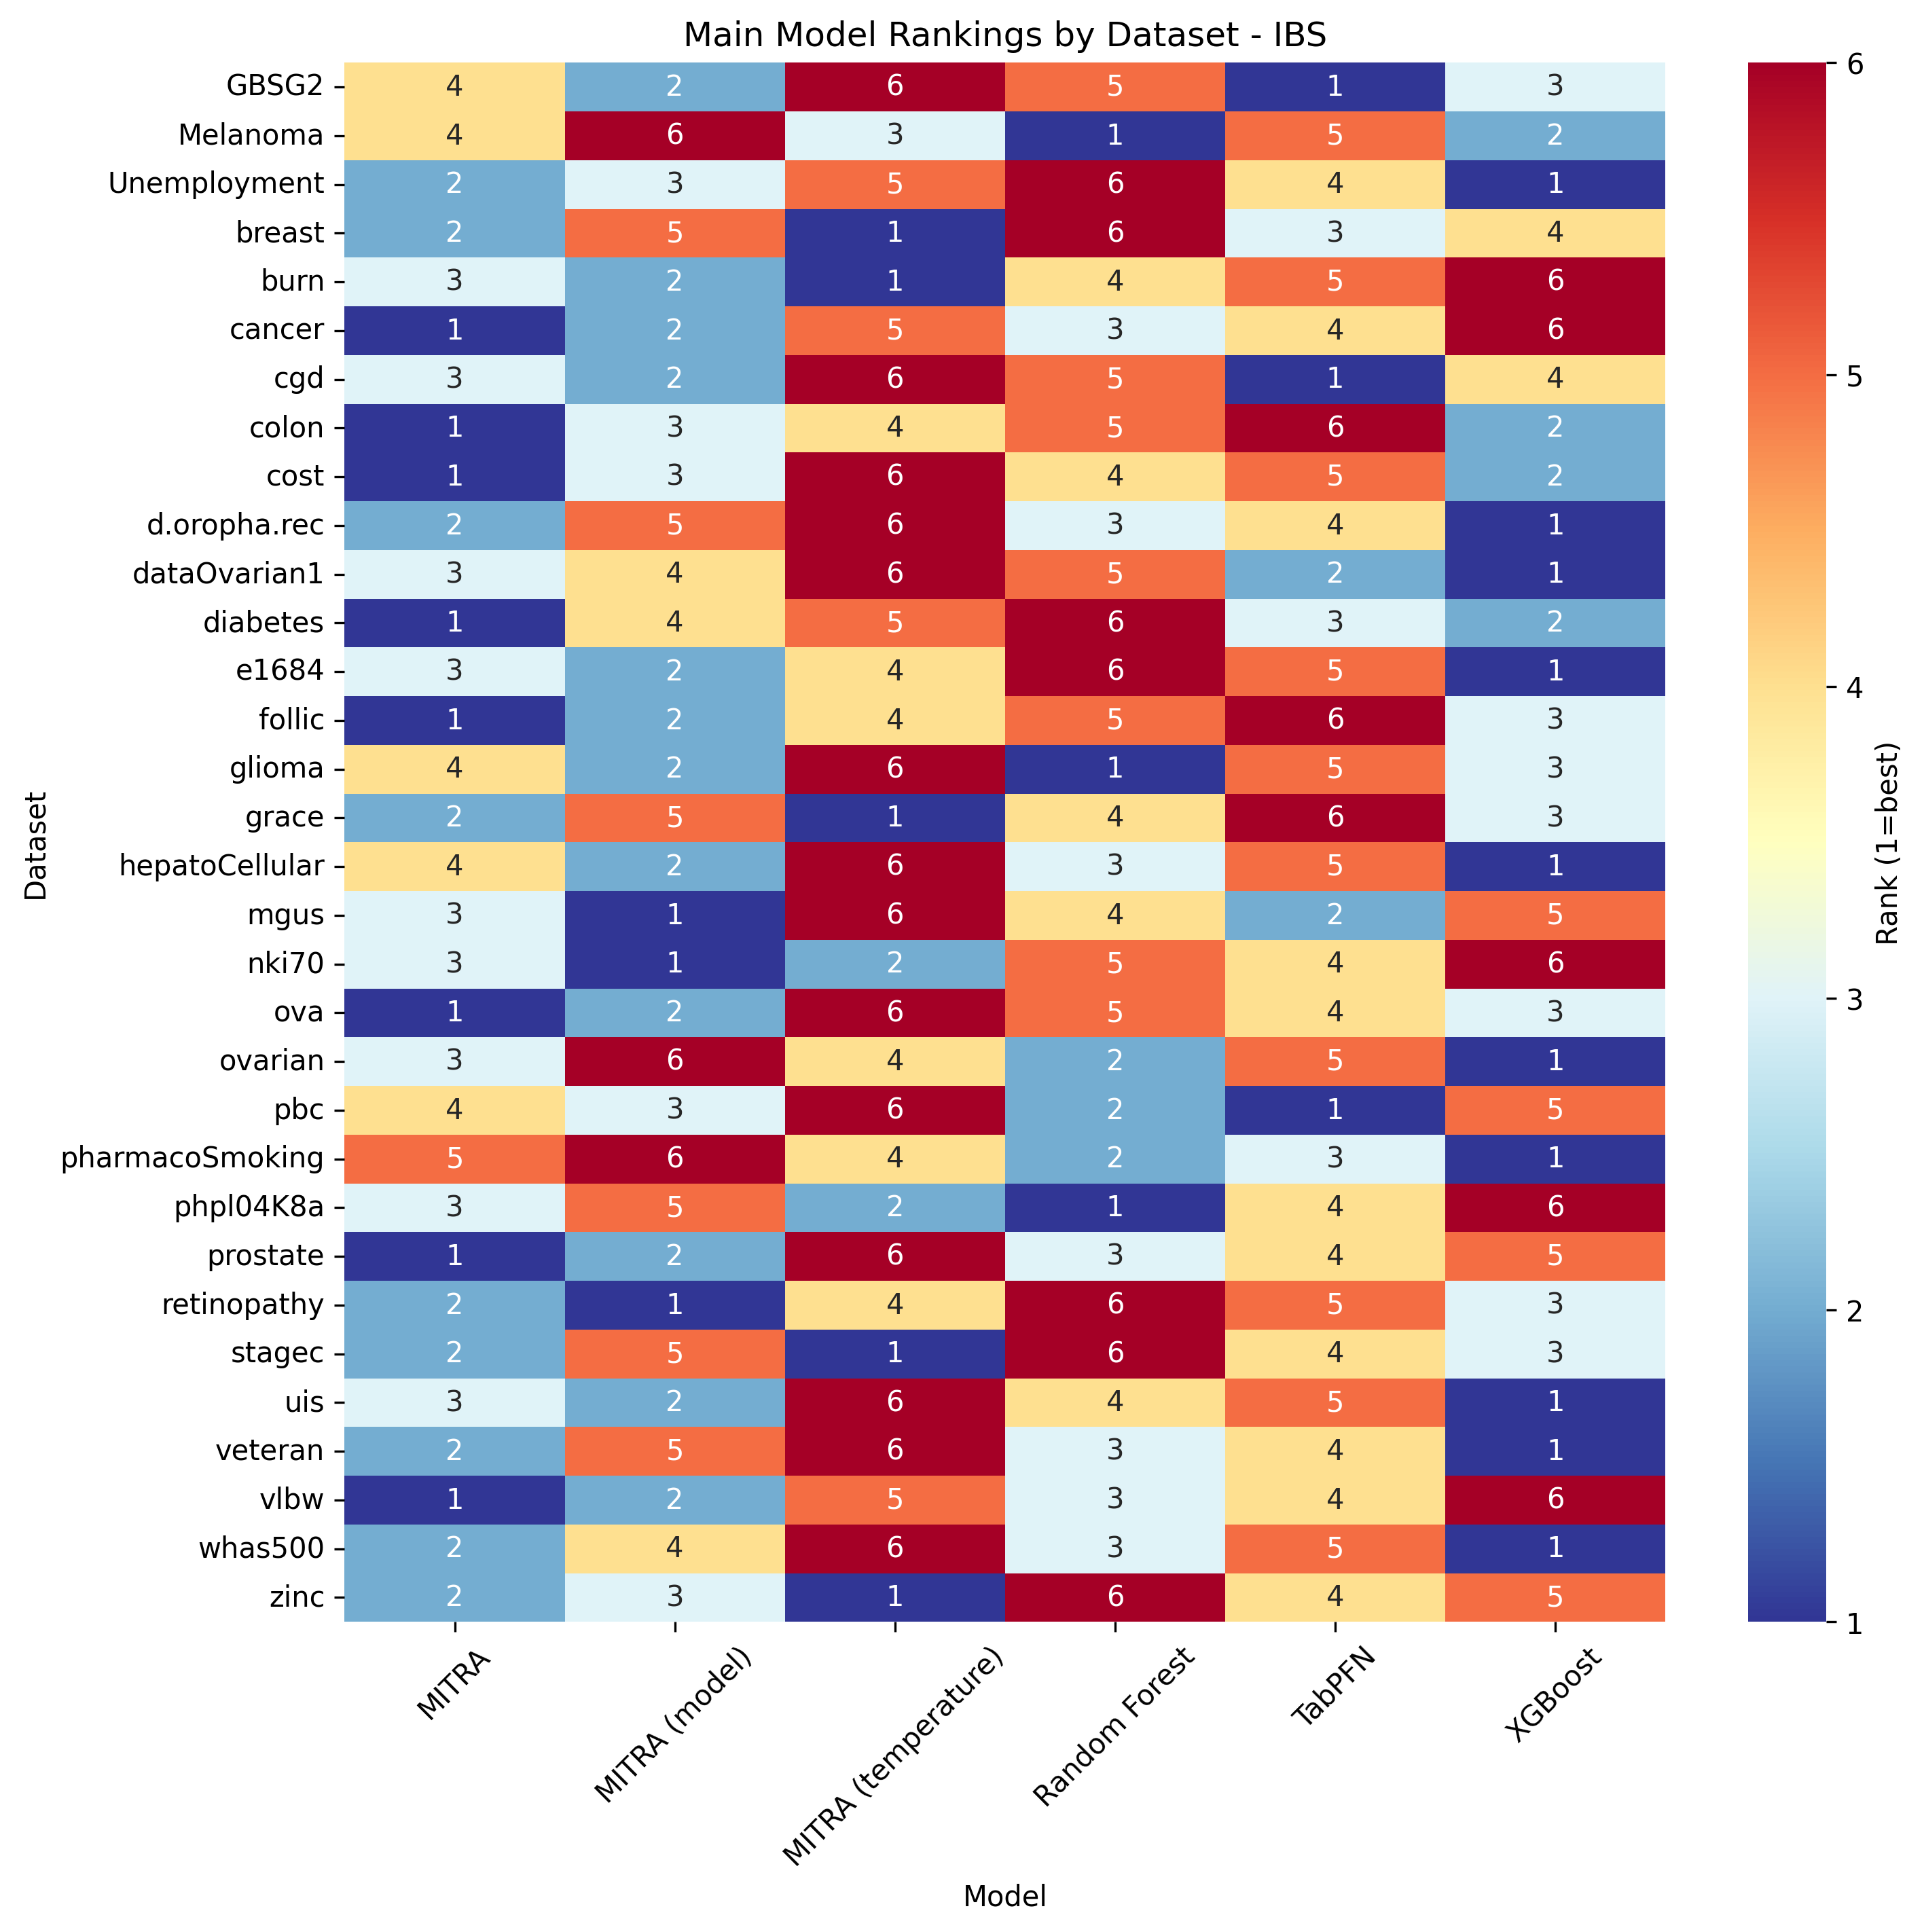 Main Model Rankings by Dataset - IBS
GBSG2 4 2 6 5 1 3
Melanoma 4 6 3 1 5 2
Unemployment 2 3 5 6 4 1
breast 2 5 1 6 3 4
burn 3 2 1 4 5 6
cancer 1 2 5 3 4 6
cgd 3 2 6 5 1 4
colon 1 3 4 5 6 2
cost 1 3 6 4 5 2
d.oropha.rec 2 5 6 3 4 1
dataOvarian1 3 4 6 5 2 1
diabetes 1 4 5 6 3 2
e1684 3 2 4 6 5 1
follic 1 2 4 5 6 3
glioma 4 2 6 1 5 3
grace 2 5 1 4 6 3
hepatoCellular 4 2 6 3 5 1
mgus 3 1 6 4 2 5
nki70 3 1 2 5 4 6
ova 1 2 6 5 4 3
ovarian 3 6 4 2 5 1
pbc 4 3 6 2 1 5
pharmacoSmoking 5 6 4 2 3 1
phpl04K8a 3 5 2 1 4 6
prostate 1 2 6 3 4 5
retinopathy 2 1 4 6 5 3
stagec 2 5 1 6 4 3
uis 3 2 6 4 5 1
veteran 2 5 6 3 4 1
vlbw 1 2 5 3 4 6
whas500 2 4 6 3 5 1
zinc 2 3 1 6 4 5
MITRA MITRA (model) MITRA (temperature) Random Forest TabPFN XGBoost
Model
Dataset
6
5
4
3
2
1
Rank (1=best)